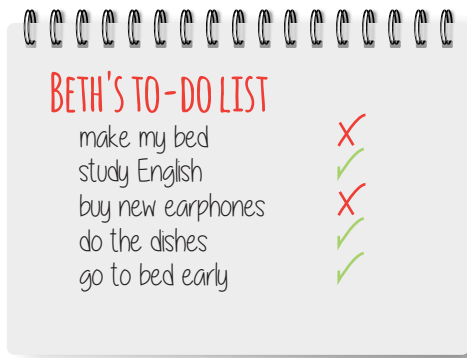 BETH'S TO-DO LIST
make my bed ✗
study English ✓
buy new earphones ✗
do the dishes ✓
go to bed early ✓